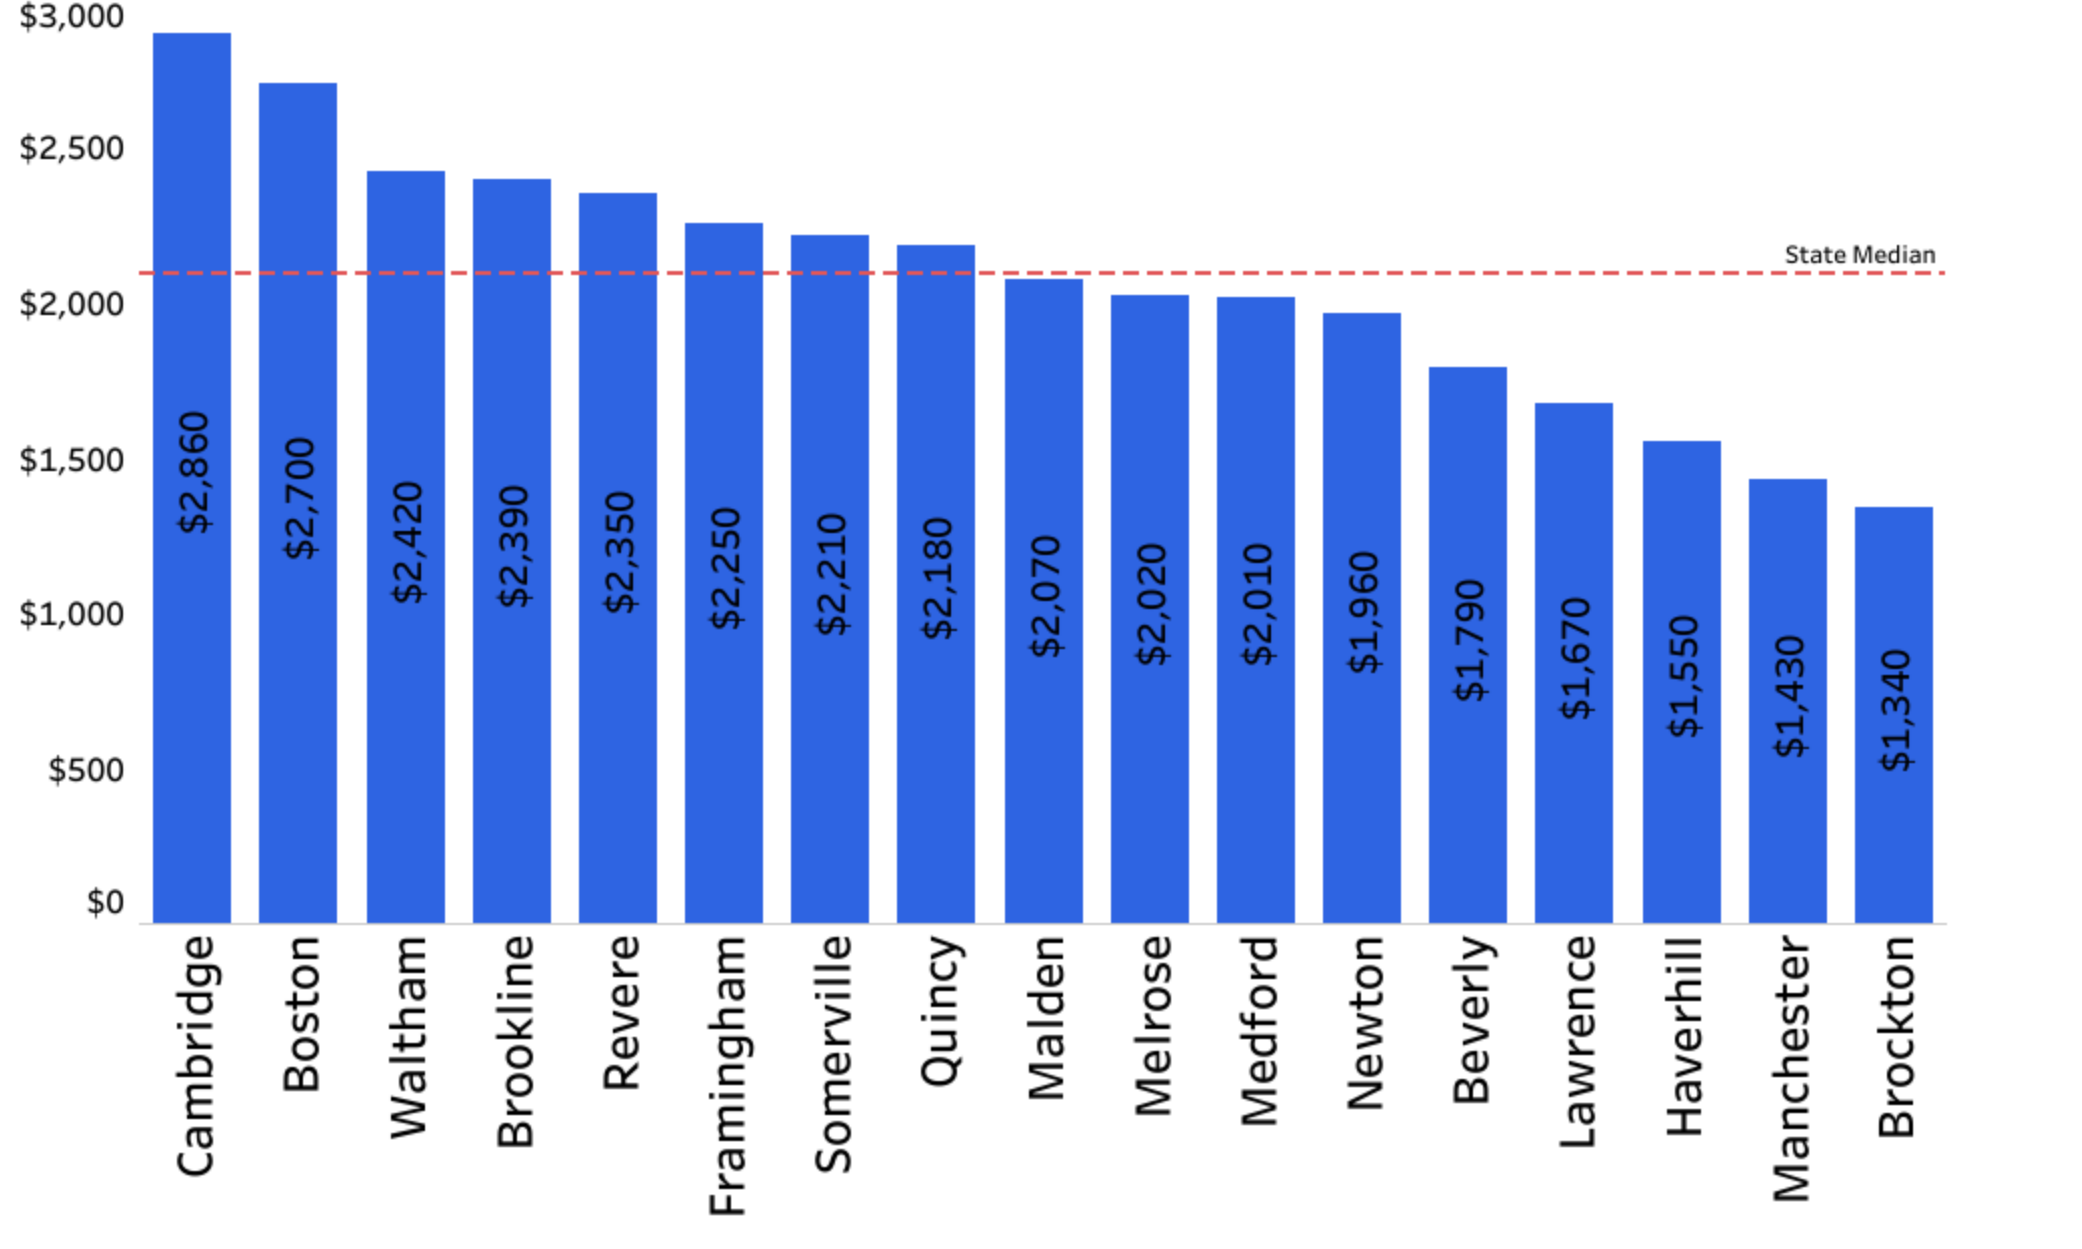 $3,000
$2,500
$2,000
$1,500
$1,000
$500
$0
State Median
$2,860
$2,700
$2,420
$2,390
$2,350
$2,250
$2,210
$2,180
$2,070
$2,020
$2,010
$1,960
$1,790
$1,670
$1,550
$1,430
$1,340
Cambridge
Boston
Waltham
Brookline
Revere
Framingham
Somerville
Quincy
Malden
Melrose
Medford
Newton
Beverly
Lawrence
Haverhill
Manchester
Brockton